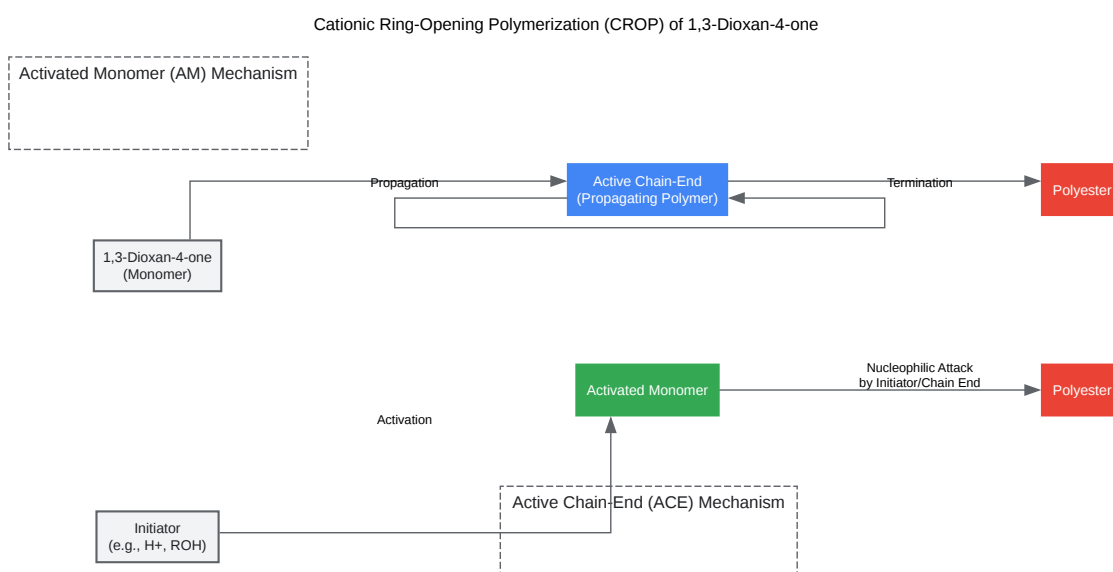 Cationic Ring-Opening Polymerization (CROP) of 1,3-Dioxan-4-one
Activated Monomer (AM) Mechanism
Propagation
Active Chain-End
(Propagating Polymer)
Termination
Polyester
1,3-Dioxan-4-one
(Monomer)
Nucleophilic Attack
by Initiator/Chain End
Activated Monomer
Polyester
Activation
Active Chain-End (ACE) Mechanism
Initiator
(e.g., H+, ROH)